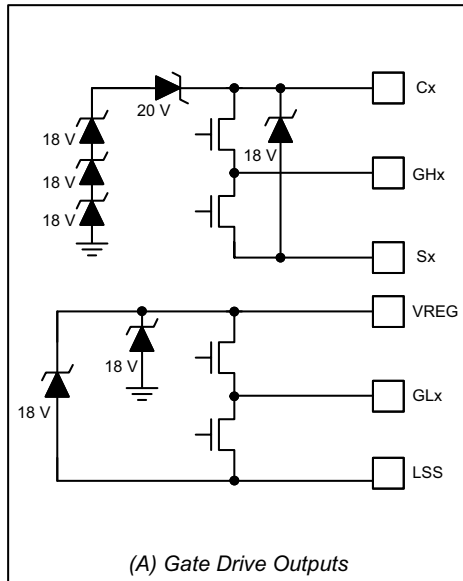 Cx
20 V
18 V
18 V
18 V
18 V
GHx
Sx
VREG
18 V
18 V
GLx
LSS
(A) Gate Drive Outputs